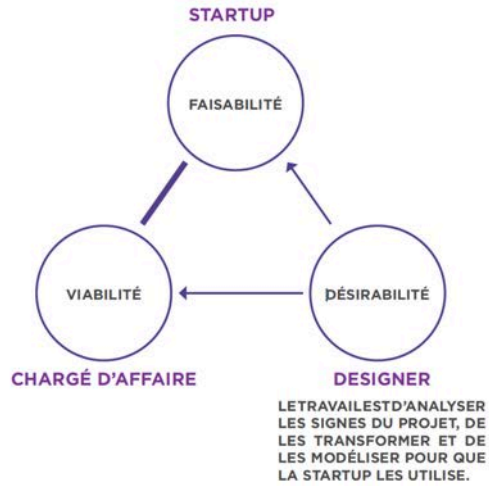 STARTUP
FAISABILITÉ
VIABILITÉ
DÉSIRABILITÉ
CHARGÉ D'AFFAIRE
DESIGNER
LETRAVAILESTD'ANALYSER
LES SIGNES DU PROJET, DE
LES TRANSFORMER ET DE
LES MODÉLISER POUR QUE
LA STARTUP LES UTILISE.